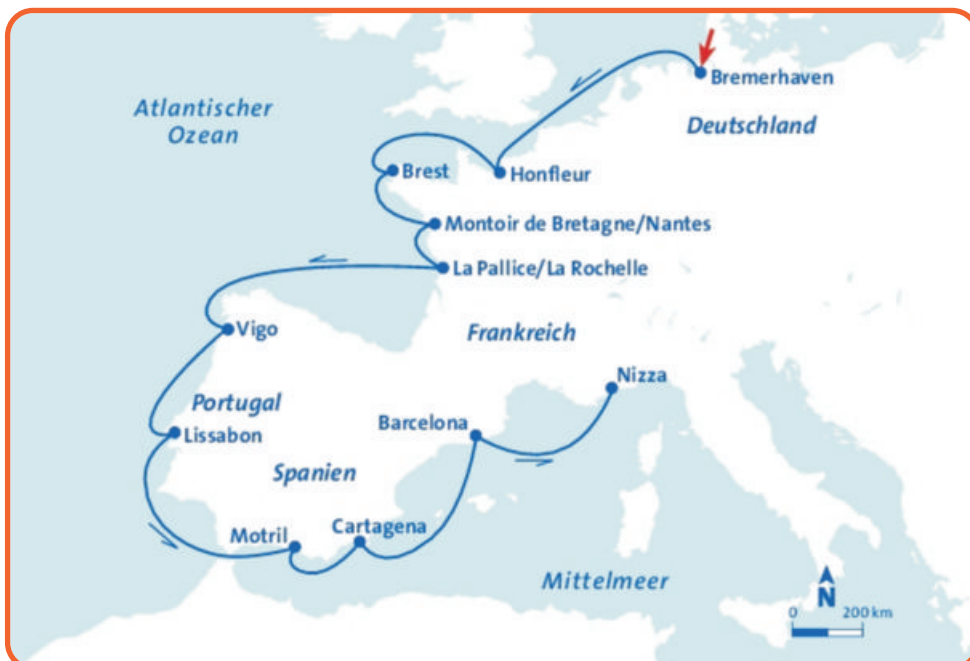 Bremerhaven
Atlantischer
Ozean
Deutschland
Brest
Honfleur
Montoir de Bretagne/Nantes
La Pallice/La Rochelle
Vigo
Frankreich
Nizza
Portugal
Barcelona
Lissabon
Spanien
Cartagena
Motril
Mittelmeer
N
0 200 km